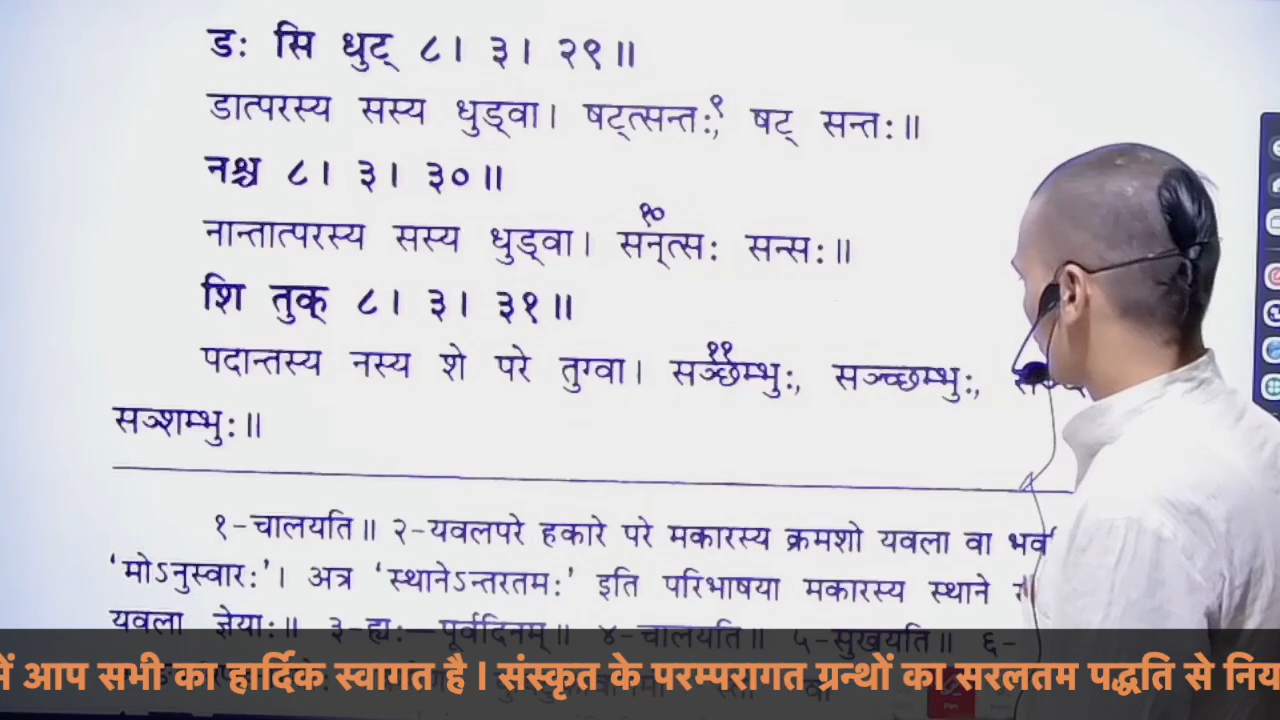 डः सि धुट् ८। ३। २९॥
डात्परस्य सस्य धुड्वा। षट्त्सन्तः,९ षट् सन्तः॥
नश्च ८। ३। ३०॥
नान्तात्परस्य सस्य धुड्वा। सन्त्सः१० सन्सः॥
शि तुक् ८। ३। ३१॥
पदान्तस्य नस्य शे परे तुग्वा। सञ्छम्भुः,११ सञ्च्छम्भुः,
सञ्शम्भुः॥
१-चालयति॥ २-यवलपरे हकारे परे मकारस्य क्रमशो यवला वा
'मोऽनुस्वारः'। अत्र 'स्थानेऽन्तरतमः' इति परिभाषया मकारस्य स्थाने
यवला ज्ञेयाः॥ ३-ह्यः—पूर्वदिनम्॥ ४-चालयति॥ ५-सुखयति॥ ६-
में आप सभी का हार्दिक स्वागत है। संस्कृत के परम्परागत ग्रन्थों का सरलतम पद्धति से